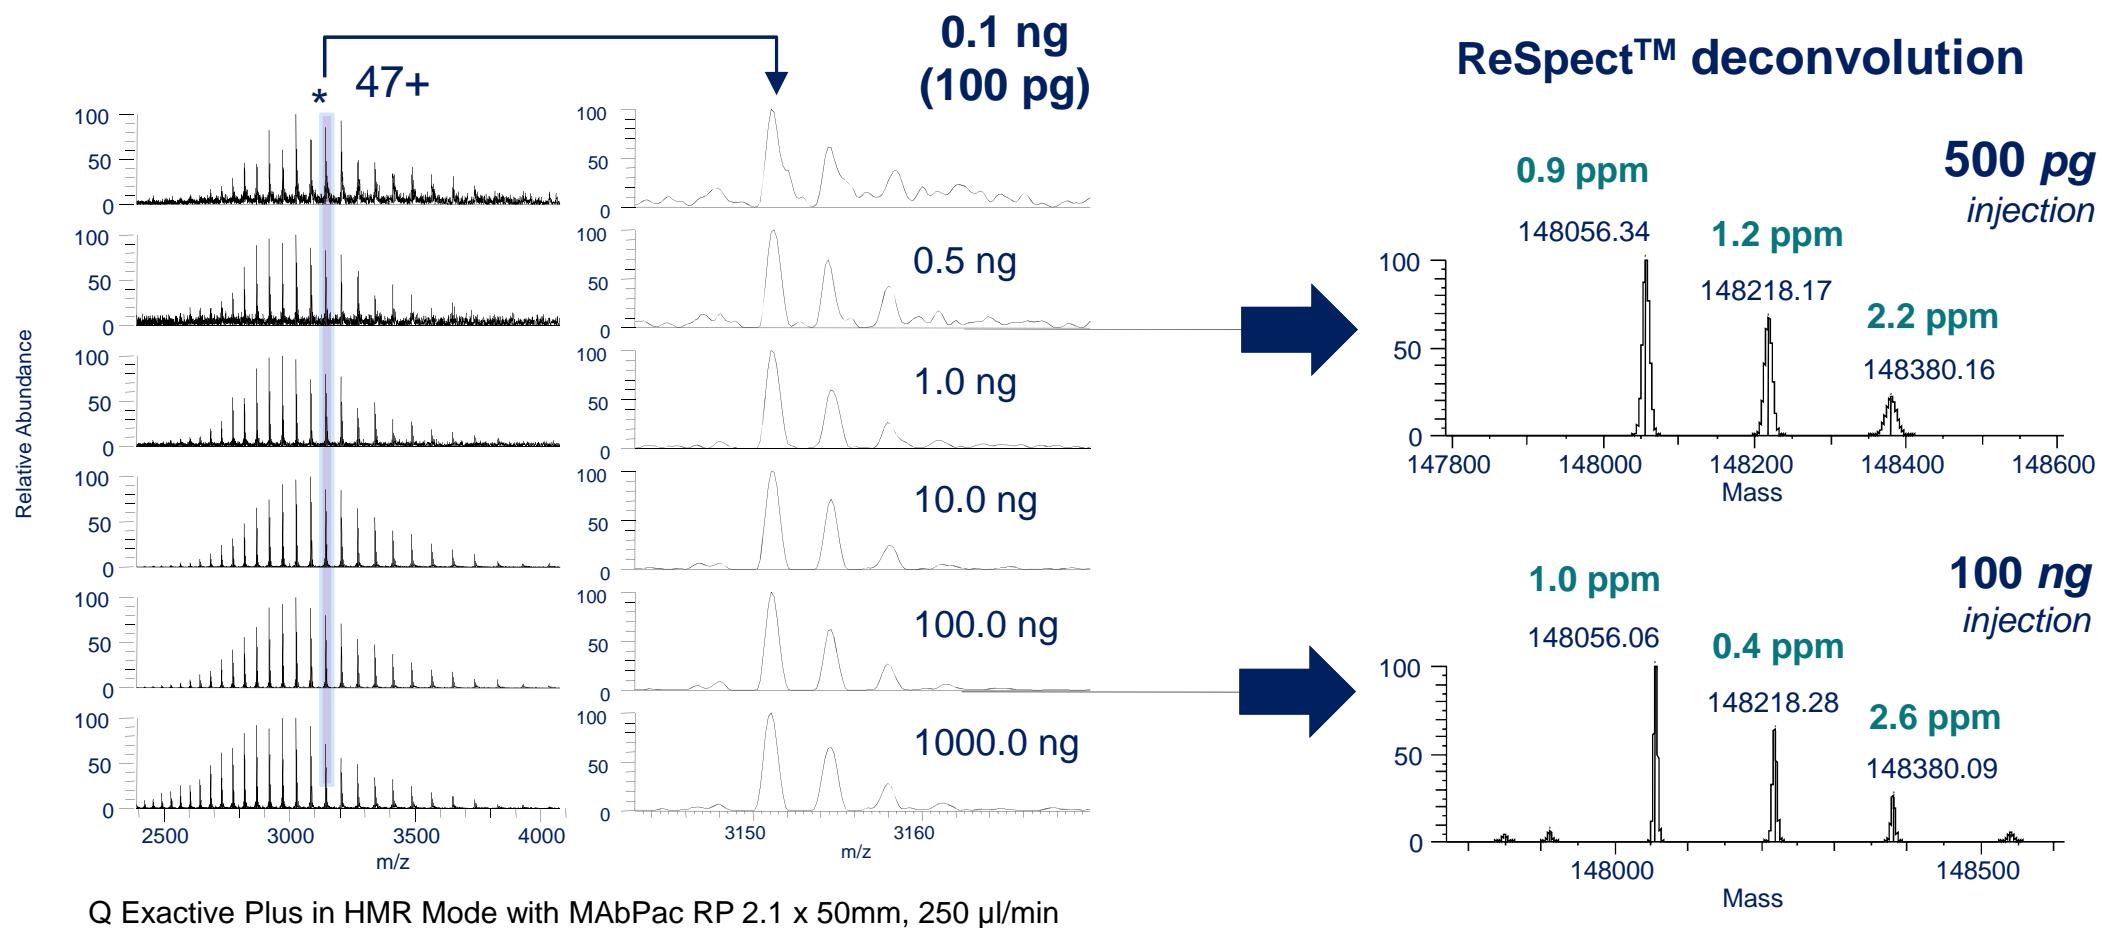 0.1 ng
(100 pg)
47+
*
ReSpect™ deconvolution
Relative Abundance
100
50
0
100
50
0
100
50
0
100
50
0
100
50
0
100
50
0
2500
3000
3500
4000
m/z
100
50
0
100
50
0
0.5 ng
100
50
0
1.0 ng
100
50
0
10.0 ng
100
50
0
100.0 ng
100
50
0
1000.0 ng
3150
3160
m/z
500 pg
injection
0.9 ppm
148056.34
1.2 ppm
148218.17
2.2 ppm
148380.16
100
50
0
147800
148000
148200
148400
148600
Mass
100 ng
injection
1.0 ppm
148056.06
0.4 ppm
148218.28
2.6 ppm
148380.09
100
50
0
148000
148500
Mass
Q Exactive Plus in HMR Mode with MAbPac RP 2.1 x 50mm, 250 µl/min